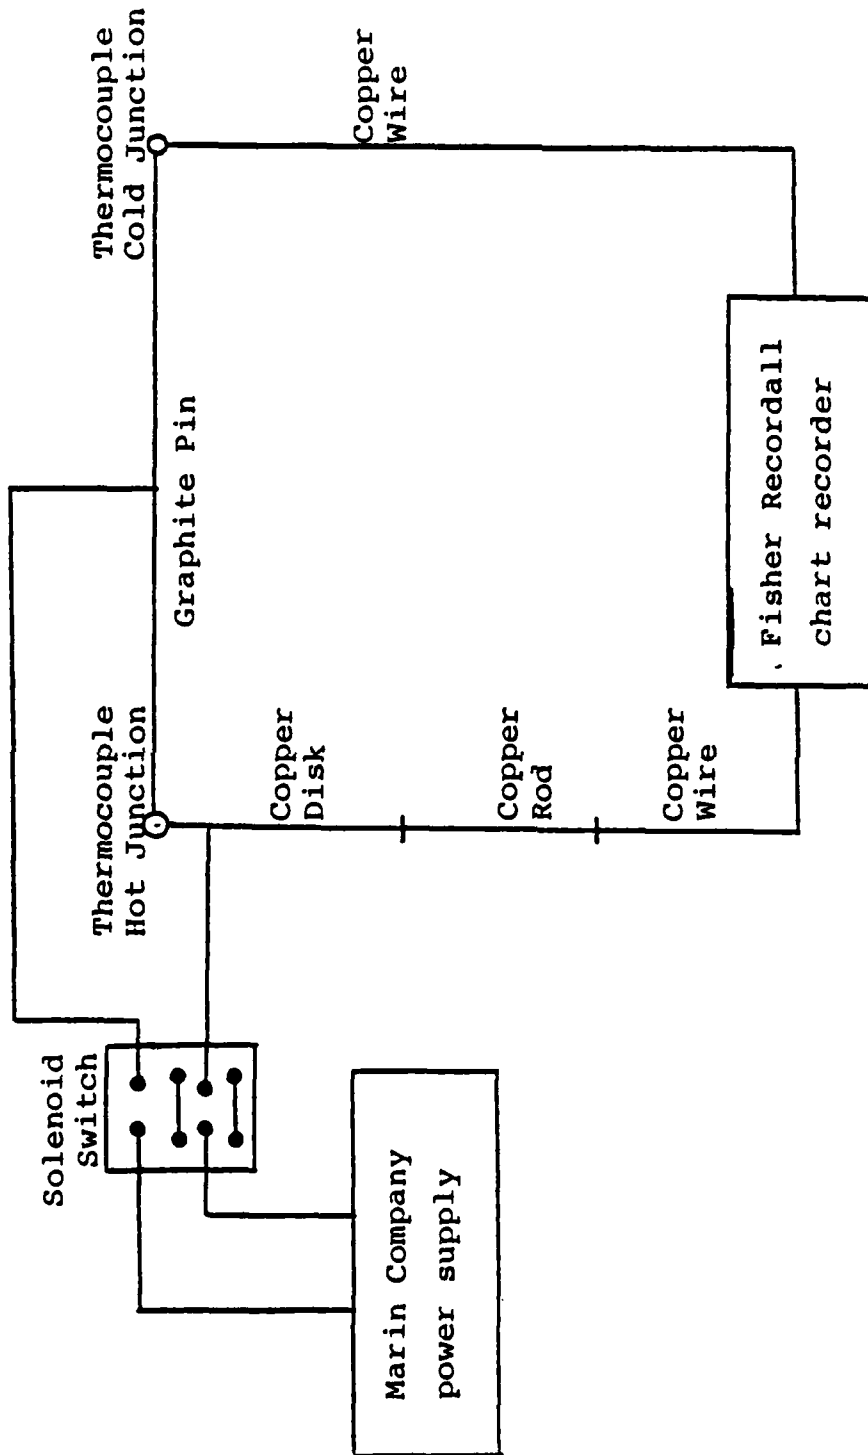 Solenoid
Switch
Thermocouple
Hot Junction
Thermocouple
Cold Junction
Graphite Pin
Copper
Disk
Copper
Wire
Marin Company
power supply
Copper
Rod
Copper
Wire
Fisher Recordall
chart recorder